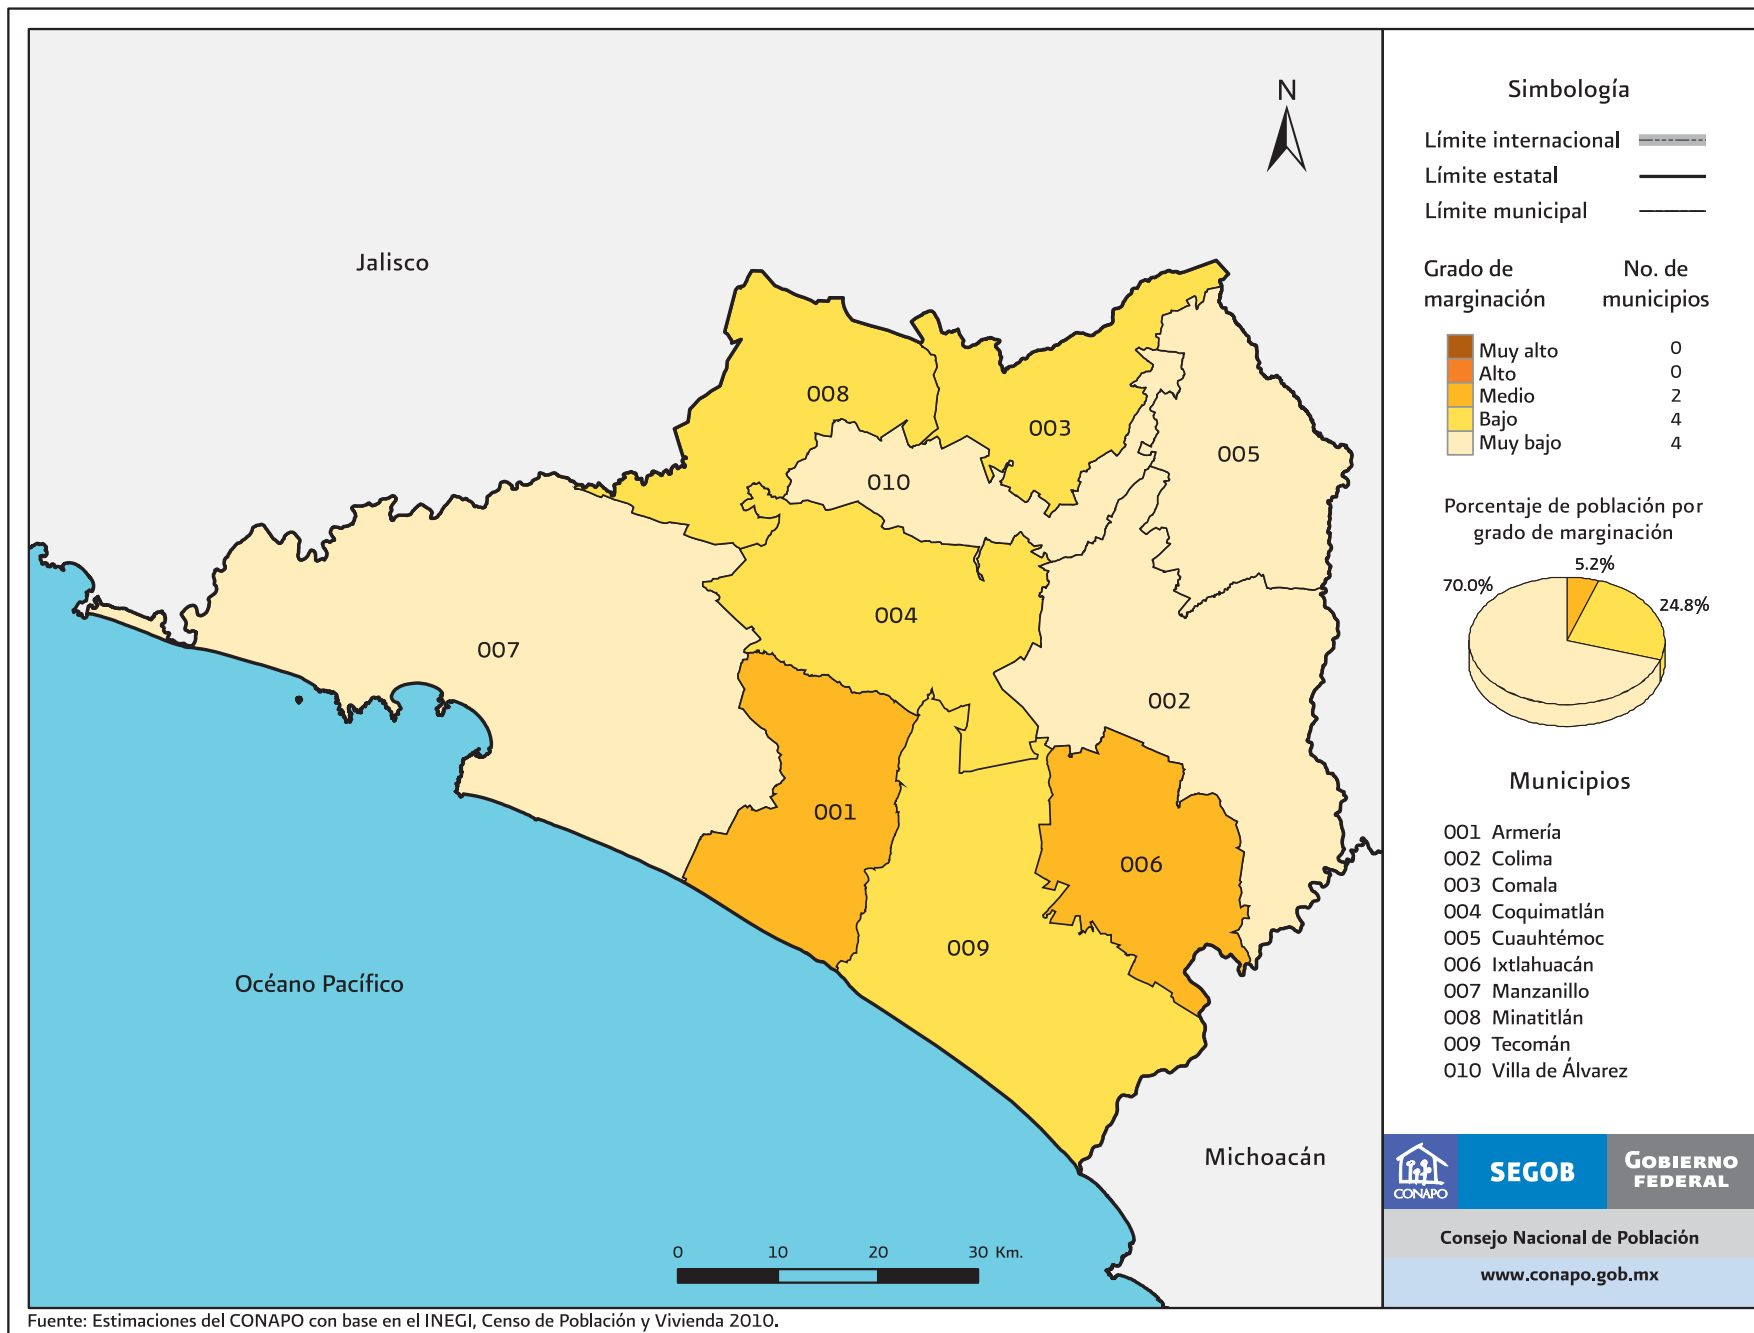 N
Jalisco
008
003
005
010
004
007
002
001
006
009
Océano Pacífico
Michoacán
0 10 20 30 Km.
Simbología
Límite internacional
Límite estatal
Límite municipal
Grado de No. de
marginación municipios
Muy alto 0
Alto 0
Medio 2
Bajo 4
Muy bajo 4
Porcentaje de población por
grado de marginación
5.2%
70.0%
24.8%
Municipios
001 Armería
002 Colima
003 Comala
004 Coquimatlán
005 Cuauhtémoc
006 Ixtlahuacán
007 Manzanillo
008 Minatitlán
009 Tecomán
010 Villa de Álvarez
CONAPO
SEGOB
GOBIERNO
FEDERAL
Consejo Nacional de Población
www.conapo.gob.mx
Fuente: Estimaciones del CONAPO con base en el INEGI, Censo de Población y Vivienda 2010.